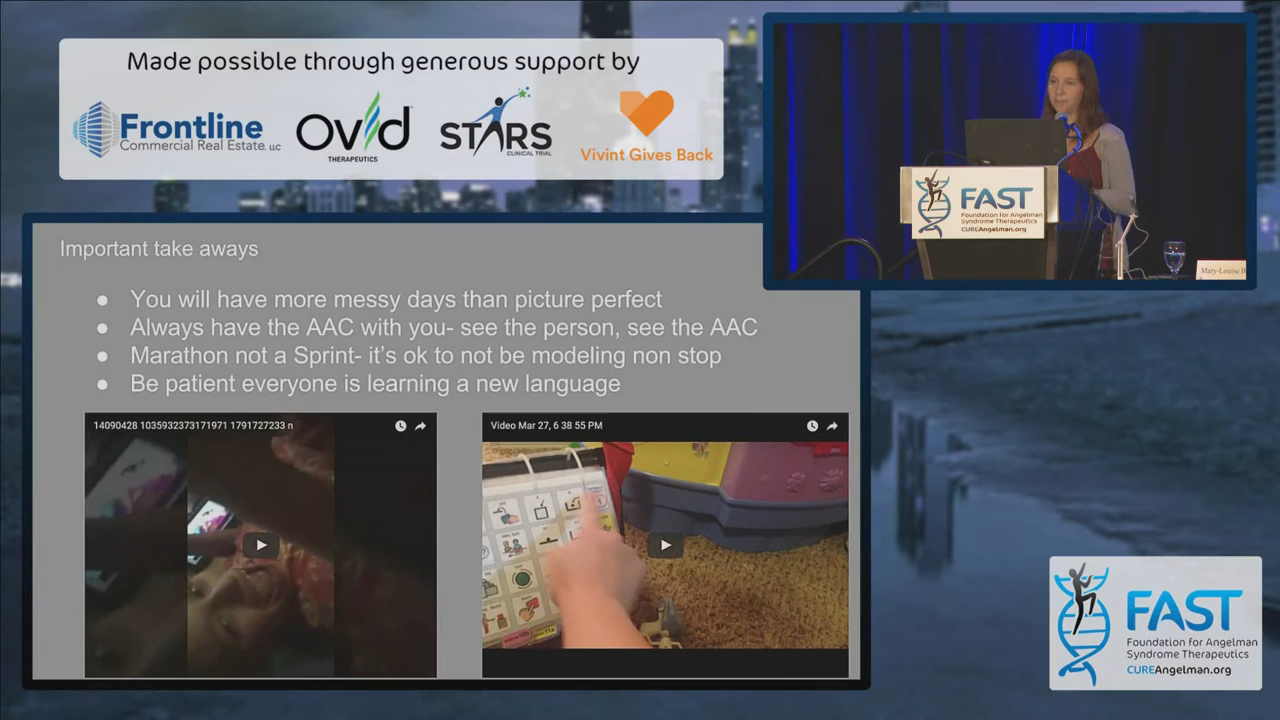 Made possible through generous support by
Frontline
Commercial Real Estate, LLC
OVID
THERAPEUTICS
STARS
CLINICAL TRIAL
Vivint Gives Back
FAST
Foundation for Angelman
Syndrome Therapeutics
CUREAngelman.org
Mary-Louise
Important take aways
● You will have more messy days than picture perfect
● Always have the AAC with you- see the person, see the AAC
● Marathon not a Sprint- it's ok to not be modeling non stop
● Be patient everyone is learning a new language
14090428 1035932373171971 1791727233 n
Video Mar 27, 6 38 55 PM
FAST
Foundation for Angelman
Syndrome Therapeutics
CUREAngelman.org